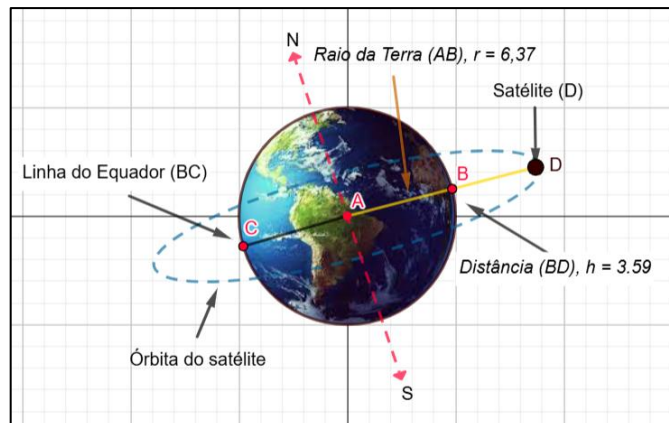 N
Raio da Terra (AB), r = 6,37
Satélite (D)
Linha do Equador (BC)
B
D
A
C
Distância (BD), h = 3.59
Órbita do satélite
S